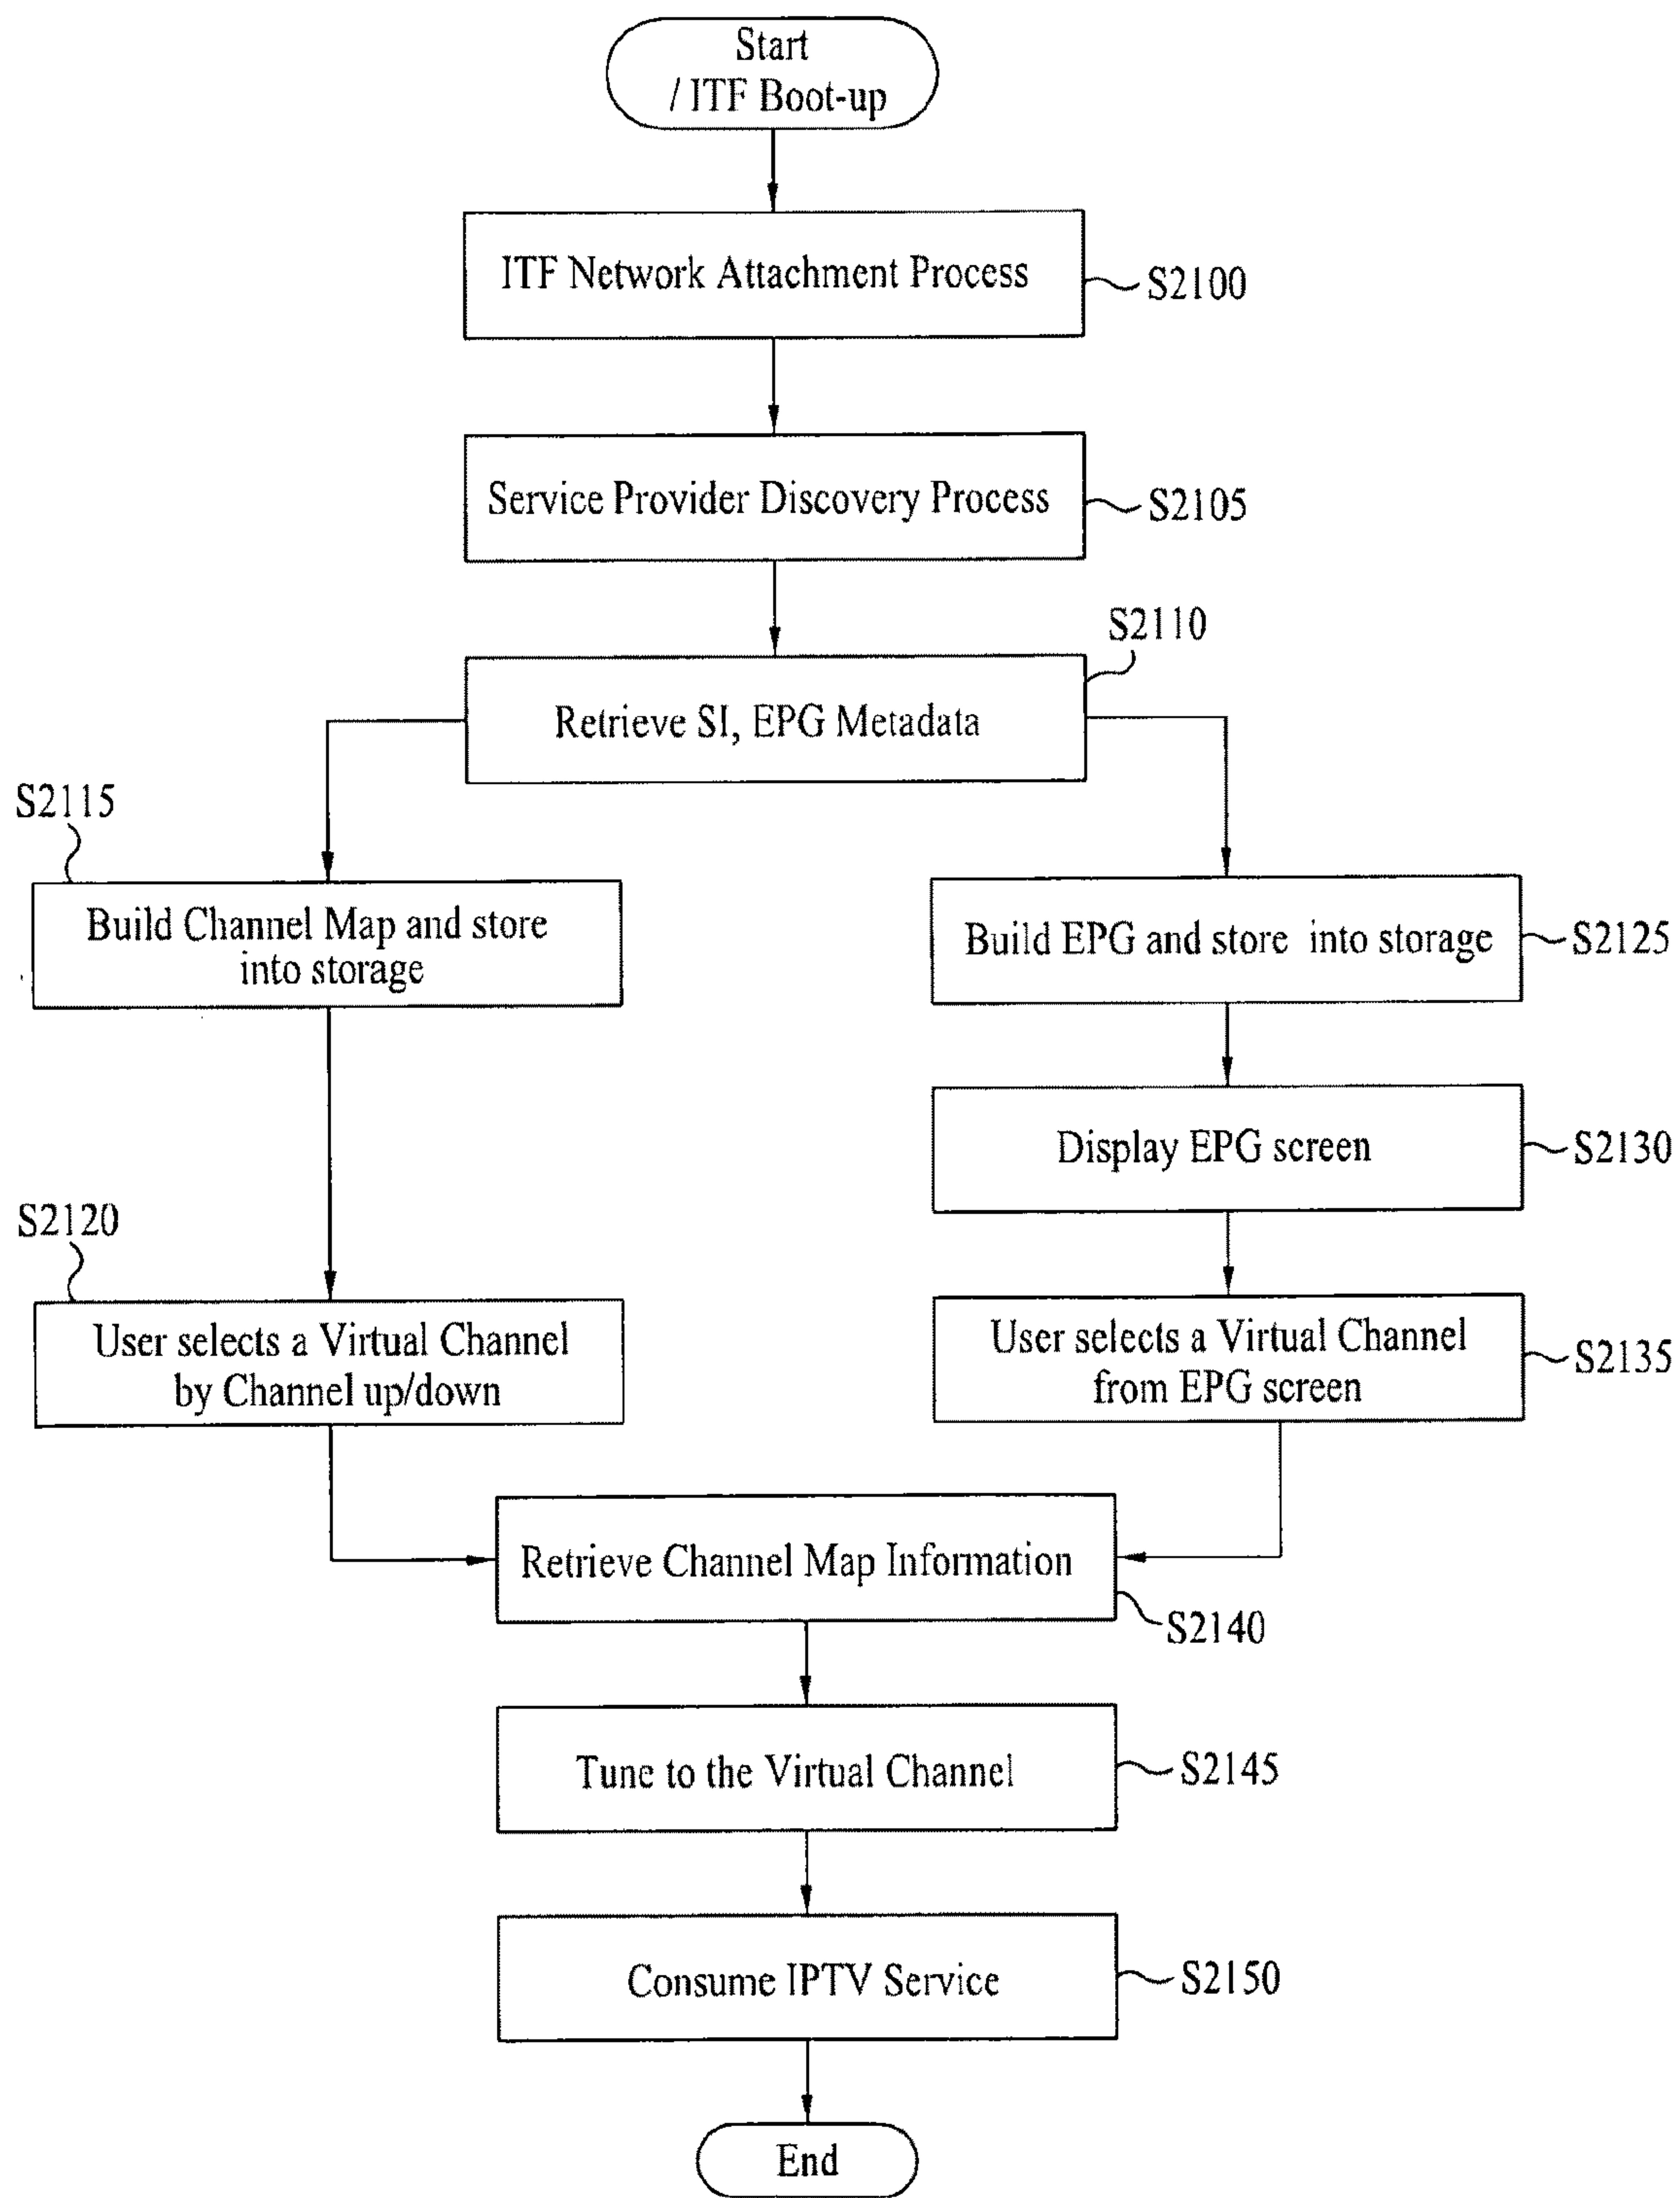 Start
/ ITF Boot-up
ITF Network Attachment Process
S2100
Service Provider Discovery Process
S2105
S2110
Retrieve SI, EPG Metadata
S2115
Build Channel Map and store
into storage
Build EPG and store into storage
S2125
Display EPG screen
S2130
S2120
User selects a Virtual Channel
by Channel up/down
User selects a Virtual Channel
from EPG screen
S2135
Retrieve Channel Map Information
S2140
Tune to the Virtual Channel
S2145
Consume IPTV Service
S2150
End